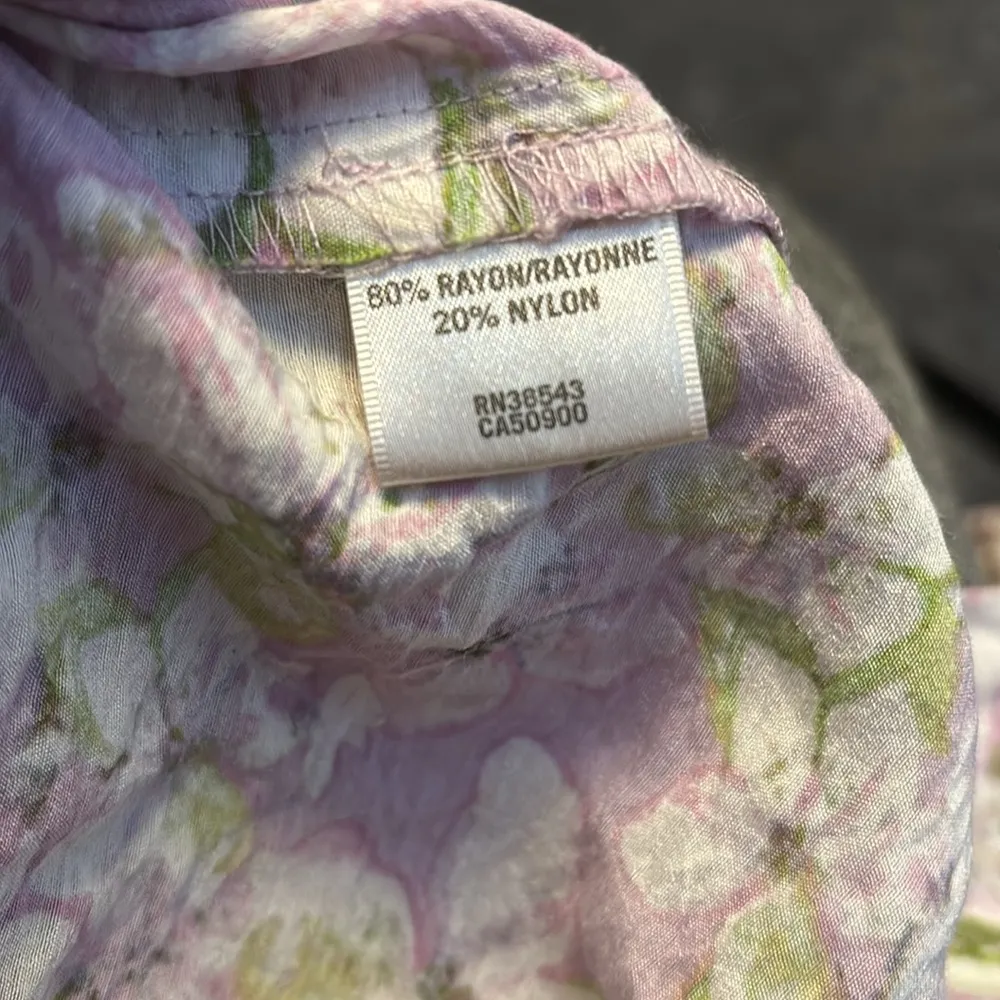 80% RAYON/RAYONNE
20% NYLON
RN38543
CA50900